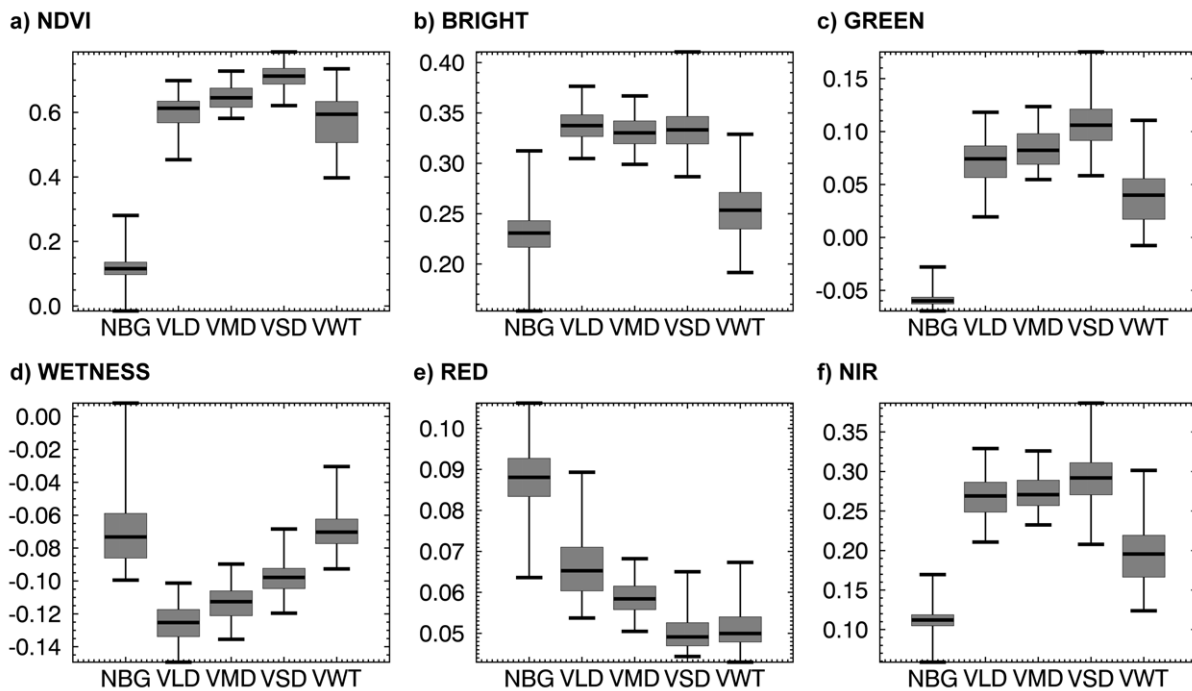 a) NDVI
0.6
0.4
0.2
0.0
NBG VLD VMD VSD VWT
b) BRIGHT
0.40
0.35
0.30
0.25
0.20
NBG VLD VMD VSD VWT
c) GREEN
0.15
0.10
0.05
0.00
-0.05
NBG VLD VMD VSD VWT
d) WETNESS
0.00
-0.02
-0.04
-0.06
-0.08
-0.10
-0.12
-0.14
NBG VLD VMD VSD VWT
e) RED
0.10
0.09
0.08
0.07
0.06
0.05
NBG VLD VMD VSD VWT
f) NIR
0.35
0.30
0.25
0.20
0.15
0.10
NBG VLD VMD VSD VWT